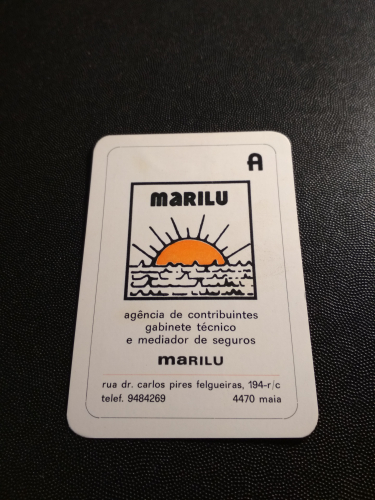 A
maRILU
agência de contribuintes
gabinete técnico
e mediador de seguros
maRILU
rua dr. carlos pires felgueiras, 194-r/c
telef. 9484269 4470 maia